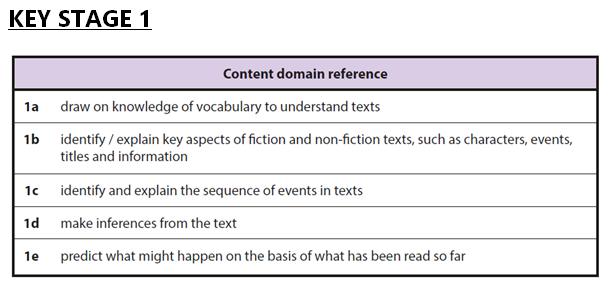 KEY STAGE 1
Content domain reference
1a draw on knowledge of vocabulary to understand texts
1b identify / explain key aspects of fiction and non-fiction texts, such as characters, events,
titles and information
1c identify and explain the sequence of events in texts
1d make inferences from the text
1e predict what might happen on the basis of what has been read so far